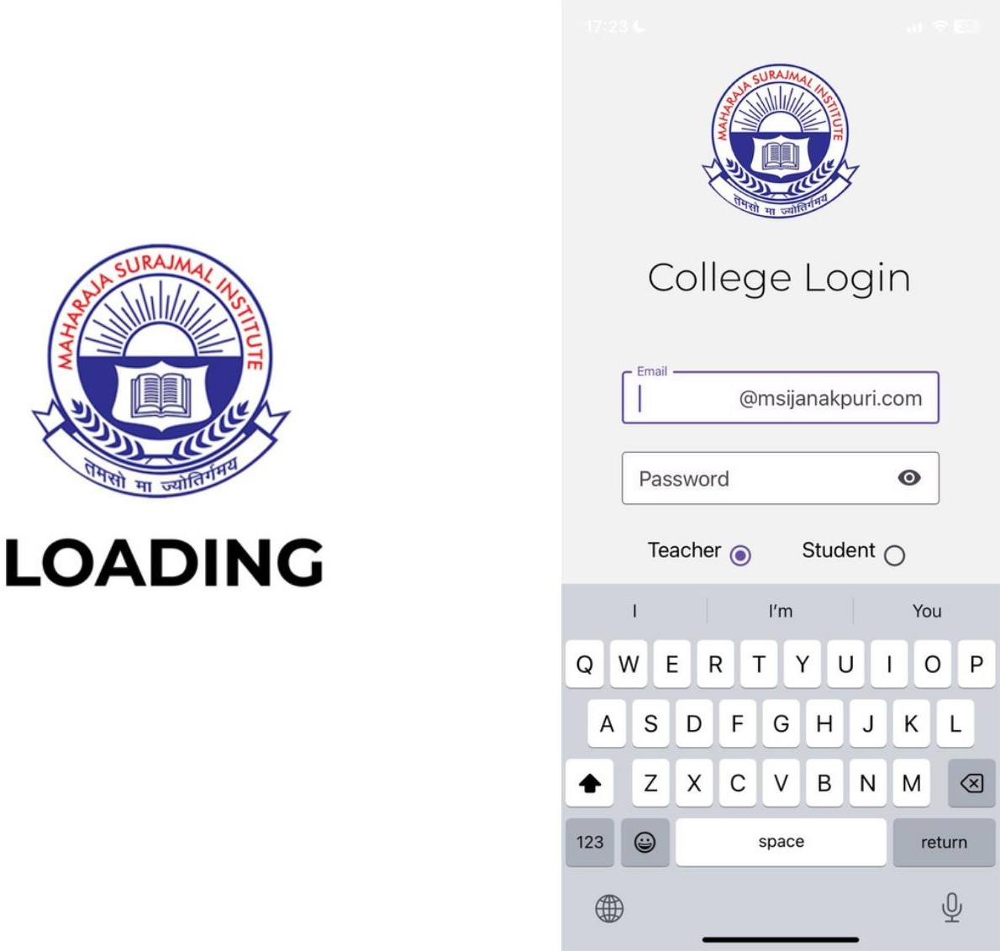 MAHARAJA SURAJMAL INSTITUTE
तमसो मा ज्योतिर्गमय
LOADING
17:23
MAHARAJA SURAJMAL INSTITUTE
तमसो मा ज्योतिर्गमय
College Login
Email
@msijanakpuri.com
Password
Teacher
Student
I I'm You
Q W E R T Y U I O P
A S D F G H J K L
Z X C V B N M
123 space return